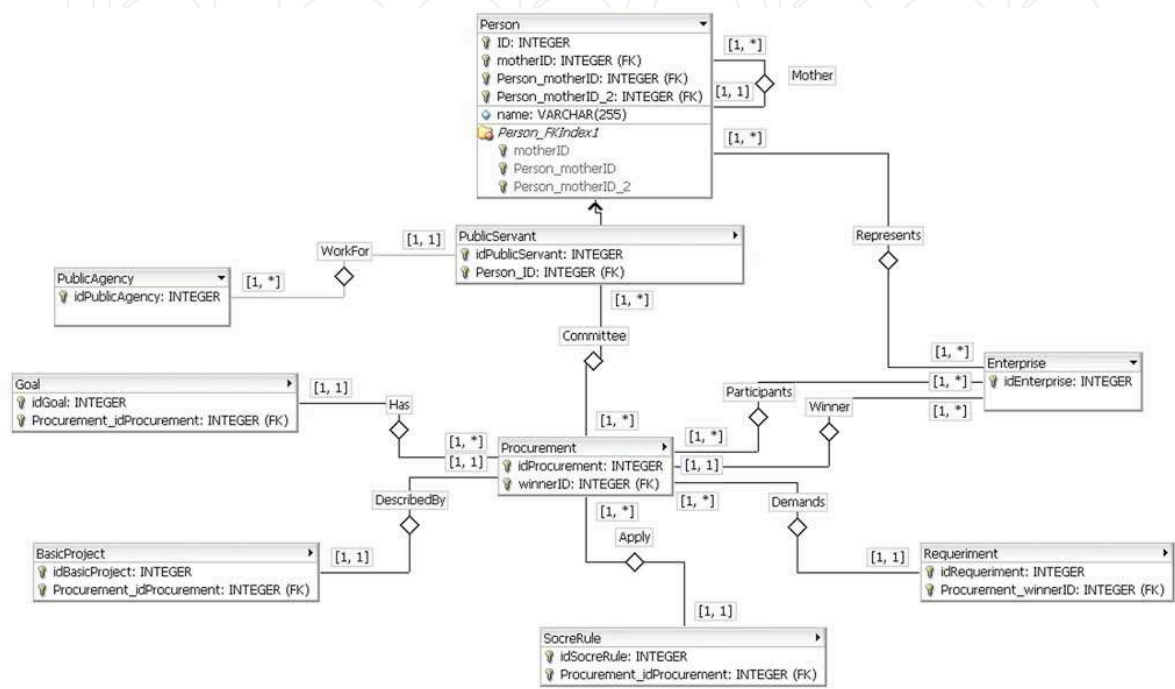 Person
ID: INTEGER
motherID: INTEGER (FK)
Person_motherID: INTEGER (FK)
Person_motherID_2: INTEGER (FK)
name: VARCHAR(255)
Person_FKIndex1
motherID
Person_motherID
Person_motherID_2
[1, *]
Mother
[1, 1]
[1, *]
Represents
PublicServant
idPublicServant: INTEGER
Person_ID: INTEGER (FK)
[1, 1]
WorkFor
[1, *]
PublicAgency
idPublicAgency: INTEGER
[1, *]
Committee
[1, *]
Enterprise
idEnterprise: INTEGER
[1, *]
[1, *]
Participants
Winner
Goal
idGoal: INTEGER
Procurement_idProcurement: INTEGER (FK)
[1, 1]
Has
[1, *]
[1, *]
[1, *]
[1, 1]
Procurement
idProcurement: INTEGER
winnerID: INTEGER (FK)
[1, 1]
DescribedBy
[1, *]
[1, *]
Demands
Apply
BasicProject
idBasicProject: INTEGER
Procurement_idProcurement: INTEGER (FK)
[1, 1]
[1, 1]
Requeriment
idRequeriment: INTEGER
Procurement_winnerID: INTEGER (FK)
[1, 1]
SocreRule
idSocreRule: INTEGER
Procurement_idProcurement: INTEGER (FK)